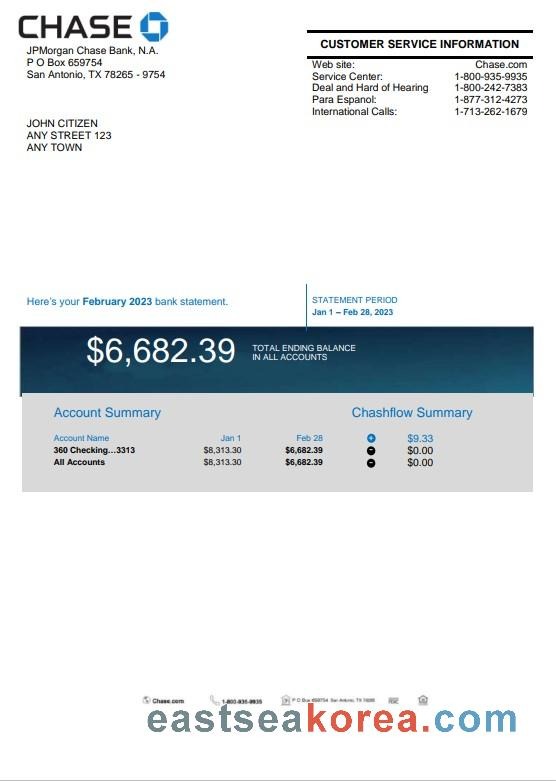 CHASE
JPMorgan Chase Bank, N.A.
P O Box 659754
San Antonio, TX 78265 - 9754
CUSTOMER SERVICE INFORMATION
Web site: Chase.com
Service Center: 1-800-935-9935
Deal and Hard of Hearing 1-800-242-7383
Para Espanol: 1-877-312-4273
International Calls: 1-713-262-1679
JOHN CITIZEN
ANY STREET 123
ANY TOWN
Here's your February 2023 bank statement.
STATEMENT PERIOD
Jan 1 – Feb 28, 2023
$6,682.39
TOTAL ENDING BALANCE
IN ALL ACCOUNTS
Account Summary
Chashflow Summary
Account Name Jan 1 Feb 28 + $9.33
360 Checking...3313 $8,313.30 $6,682.39 - $0.00
All Accounts $8,313.30 $6,682.39 - $0.00
Chase.com 1-800-935-9935 P O Box 659754 San Antonio, TX 78265
eastseakorea.com